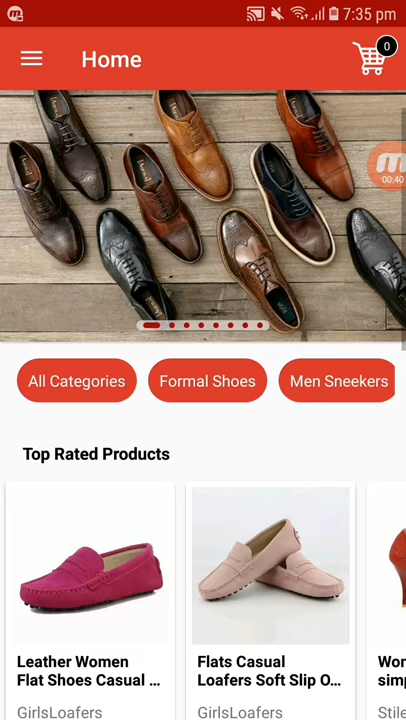 7:35 pm
Home
0
00:40
All Categories
Formal Shoes
Men Sneekers
Top Rated Products
Leather Women
Flat Shoes Casual ...
GirlsLoafers
Flats Casual
Loafers Soft Slip O...
GirlsLoafers
Wor
simp
Stile